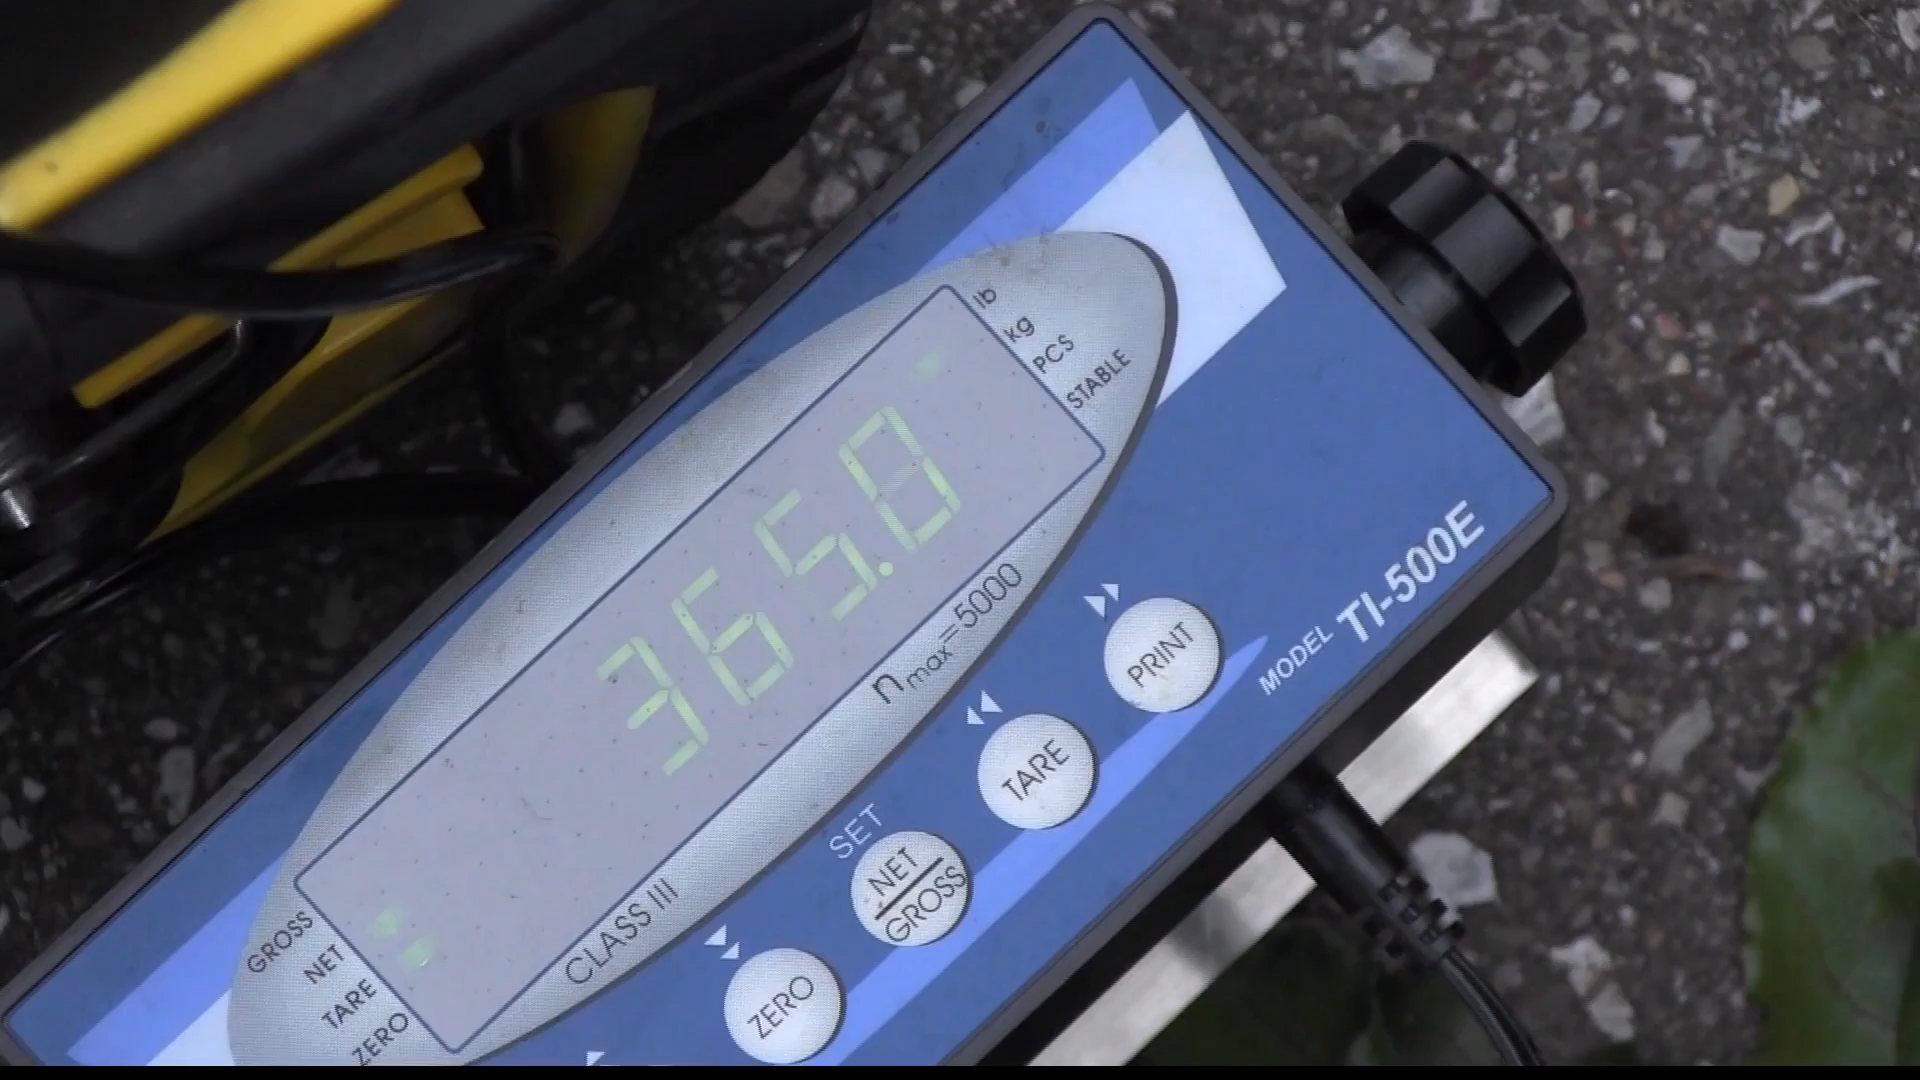 lb
kg
PCS
STABLE
365.0
GROSS
NET
TARE
ZERO
CLASS III
nmax=5000
PRINT
TARE
SET
NET
GROSS
ZERO
MODEL TI-500E